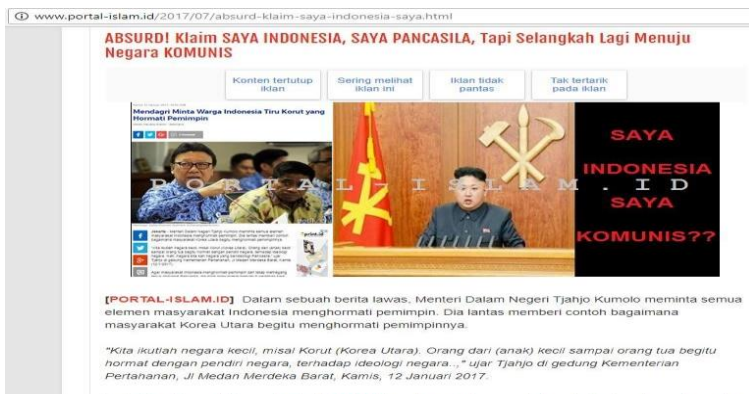 www.portal-islam.id/2017/07/absurd-klaim-saya-indonesia-saya.html
ABSURD! Klaim SAYA INDONESIA, SAYA PANCASILA, Tapi Selangkah Lagi Menuju
Negara KOMUNIS
Konten tertutup iklan
Sering melihat iklan ini
Iklan tidak pantas
Tak tertarik pada iklan
Mendagri Minta Warga Indonesia Tiru Korut yang
Hormati Pemimpin
PORTAL-ISLAM.ID
SAYA
INDONESIA
SAYA
KOMUNIS??
[PORTAL-ISLAM.ID] Dalam sebuah berita lawas, Menteri Dalam Negeri Tjahjo Kumolo meminta semua
elemen masyarakat Indonesia menghormati pemimpin. Dia lantas memberi contoh bagaimana
masyarakat Korea Utara begitu menghormati pemimpinnya.
"Kita ikutlah negara kecil, misal Korut (Korea Utara). Orang dari (anak) kecil sampai orang tua begitu
hormat dengan pendiri negara, terhadap ideologi negara..," ujar Tjahjo di gedung Kementerian
Pertahanan, Jl Medan Merdeka Barat, Kamis, 12 Januari 2017.